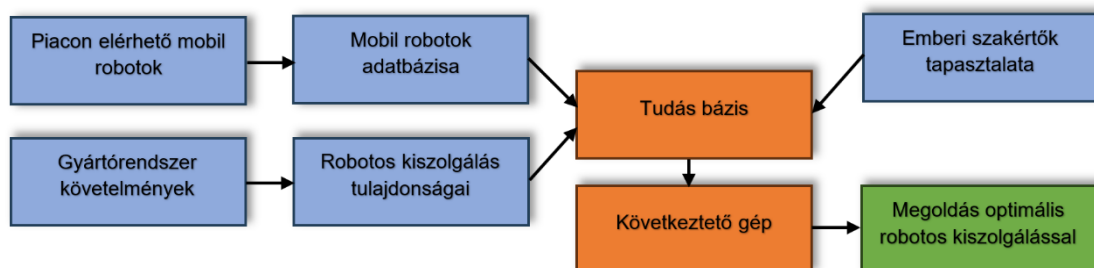 Piacon elérhető mobil
robotok
Mobil robotok
adatbázisa
Emberi szakértők
tapasztalata
Tudás bázis
Gyártórendszer
követelmények
Robotos kiszolgálás
tulajdonságai
Következtető gép
Megoldás optimális
robotos kiszolgálással